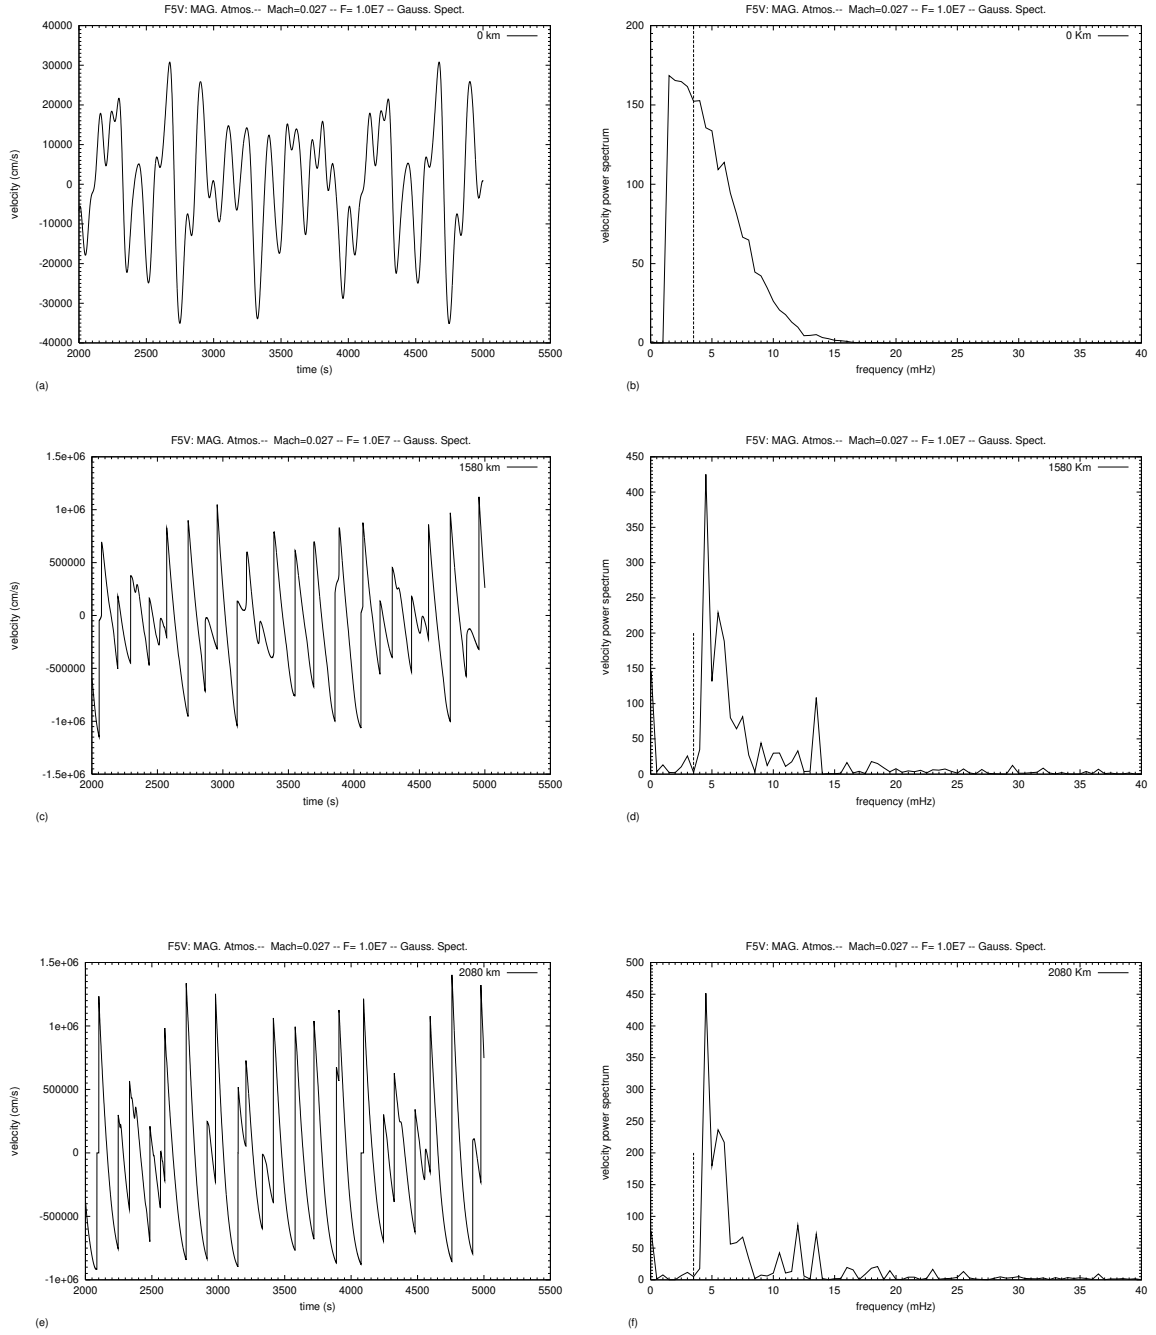 F5V: MAG. Atmos.-- Mach=0.027 -- F= 1.0E7 -- Gauss. Spect.
40000
30000
20000
10000
0
-10000
-20000
-30000
-40000
velocity (cm/s)
0 km
2000 2500 3000 3500 4000 4500 5000 5500
time (s)
(a)
F5V: MAG. Atmos.-- Mach=0.027 -- F= 1.0E7 -- Gauss. Spect.
200
150
100
50
0
velocity power spectrum
0 Km
0 5 10 15 20 25 30 35 40
frequency (mHz)
(b)
F5V: MAG. Atmos.-- Mach=0.027 -- F= 1.0E7 -- Gauss. Spect.
1.5e+06
1e+06
500000
0
-500000
-1e+06
-1.5e+06
velocity (cm/s)
1580 km
2000 2500 3000 3500 4000 4500 5000 5500
time (s)
(c)
F5V: MAG. Atmos.-- Mach=0.027 -- F= 1.0E7 -- Gauss. Spect.
450
400
350
300
250
200
150
100
50
0
velocity power spectrum
1580 Km
0 5 10 15 20 25 30 35 40
frequency (mHz)
(d)
F5V: MAG. Atmos.-- Mach=0.027 -- F= 1.0E7 -- Gauss. Spect.
1.5e+06
1e+06
500000
0
-500000
-1e+06
velocity (cm/s)
2080 km
2000 2500 3000 3500 4000 4500 5000 5500
time (s)
(e)
F5V: MAG. Atmos.-- Mach=0.027 -- F= 1.0E7 -- Gauss. Spect.
500
450
400
350
300
250
200
150
100
50
0
velocity power spectrum
2080 Km
0 5 10 15 20 25 30 35 40
frequency (mHz)
(f)